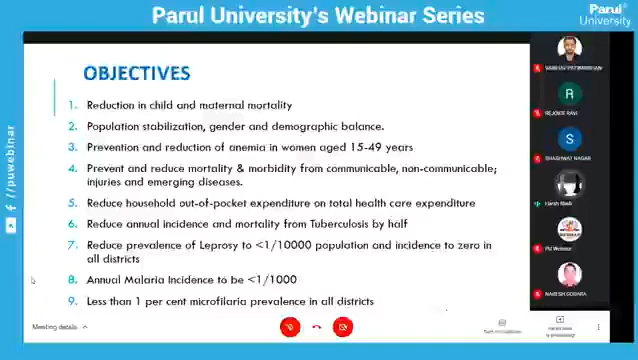 Parul University's Webinar Series
Parul
University
OBJECTIVES
1. Reduction in child and maternal mortality
2. Population stabilization, gender and demographic balance.
3. Prevention and reduction of anemia in women aged 15-49 years
4. Prevent and reduce mortality & morbidity from communicable, non-communicable;
injuries and emerging diseases.
5. Reduce household out-of-pocket expenditure on total health care expenditure
6. Reduce annual incidence and mortality from Tuberculosis by half
7. Reduce prevalence of Leprosy to <1/10000 population and incidence to zero in
all districts
8. Annual Malaria Incidence to be <1/1000
9. Less than 1 per cent microfilaria prevalence in all districts
R
REJOICE RAVI
S
SHASHWAT NAGAR
Harsh Shah
PU Webinar
Meeting details
/puwebinar